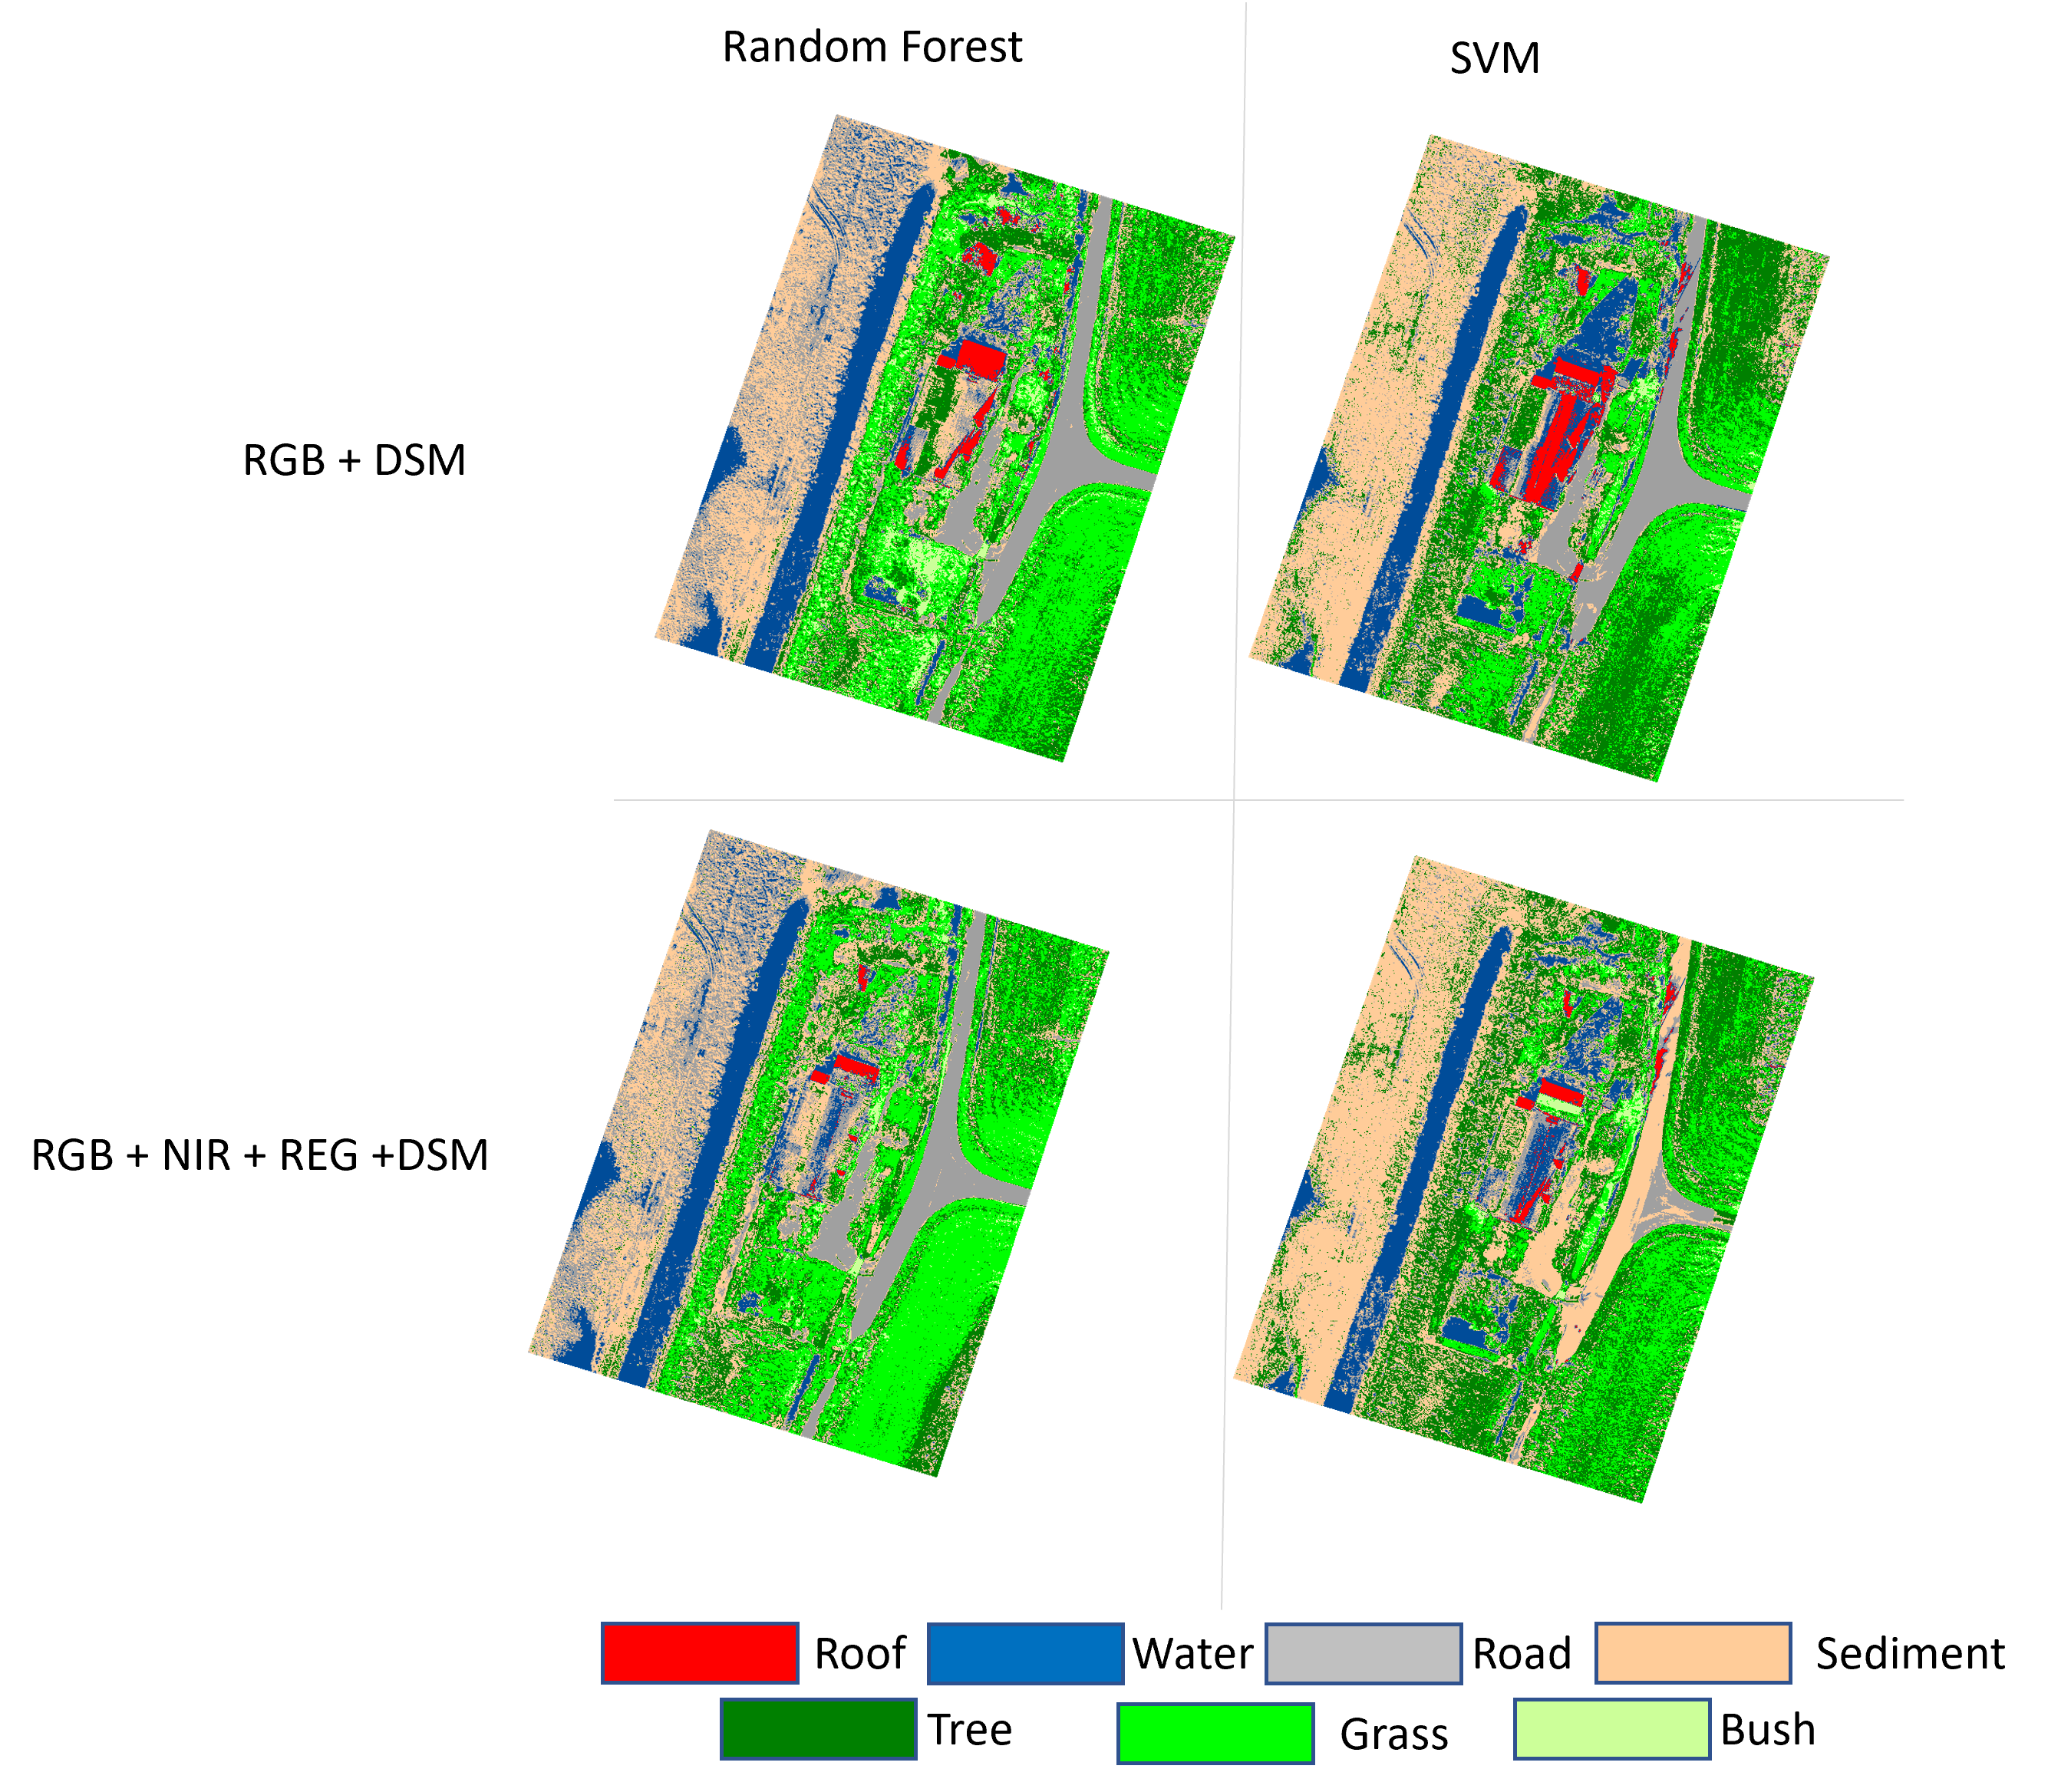 Random Forest
SVM
RGB + DSM
RGB + NIR + REG +DSM
Roof
Water
Road
Sediment
Tree
Grass
Bush